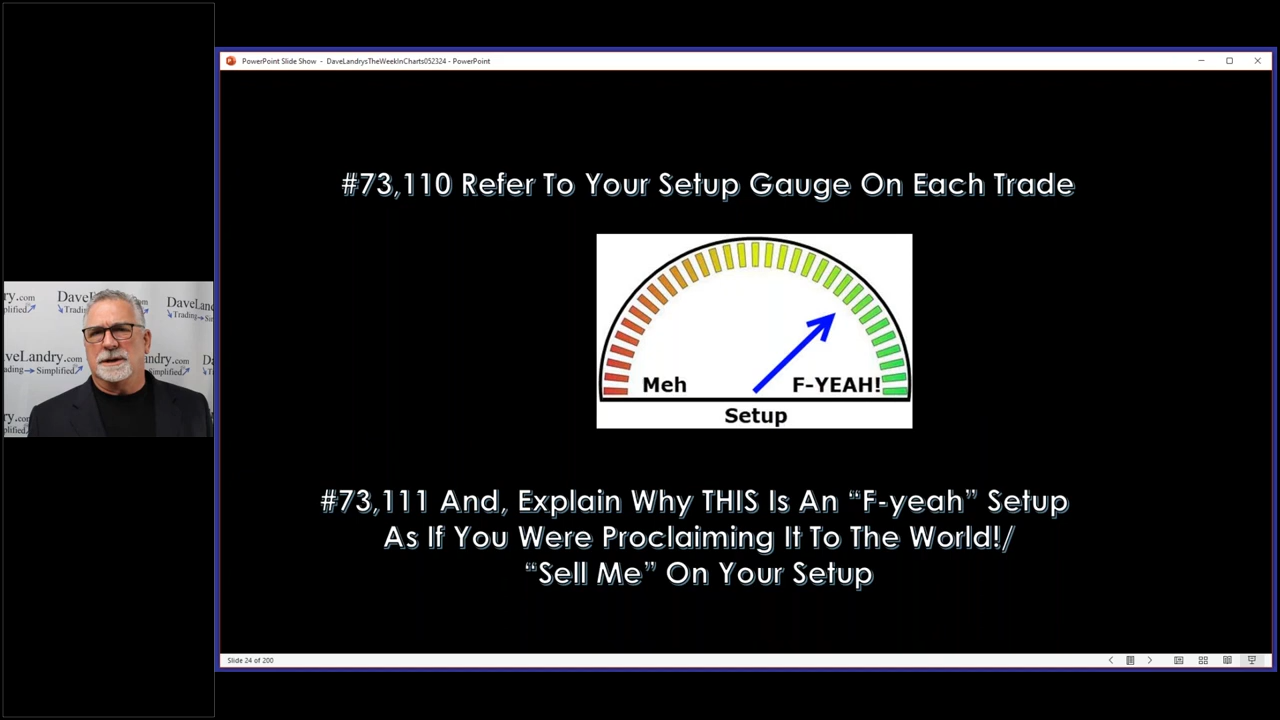 PowerPoint Slide Show - DaveLandrysTheWeekInCharts052324 - PowerPoint
#73,110 Refer To Your Setup Gauge On Each Trade
Meh
F-YEAH!
Setup
#73,111 And, Explain Why THIS Is An “F-yeah” Setup
As If You Were Proclaiming It To The World!/
“Sell Me” On Your Setup
DaveLandry.com
Slide 24 of 200